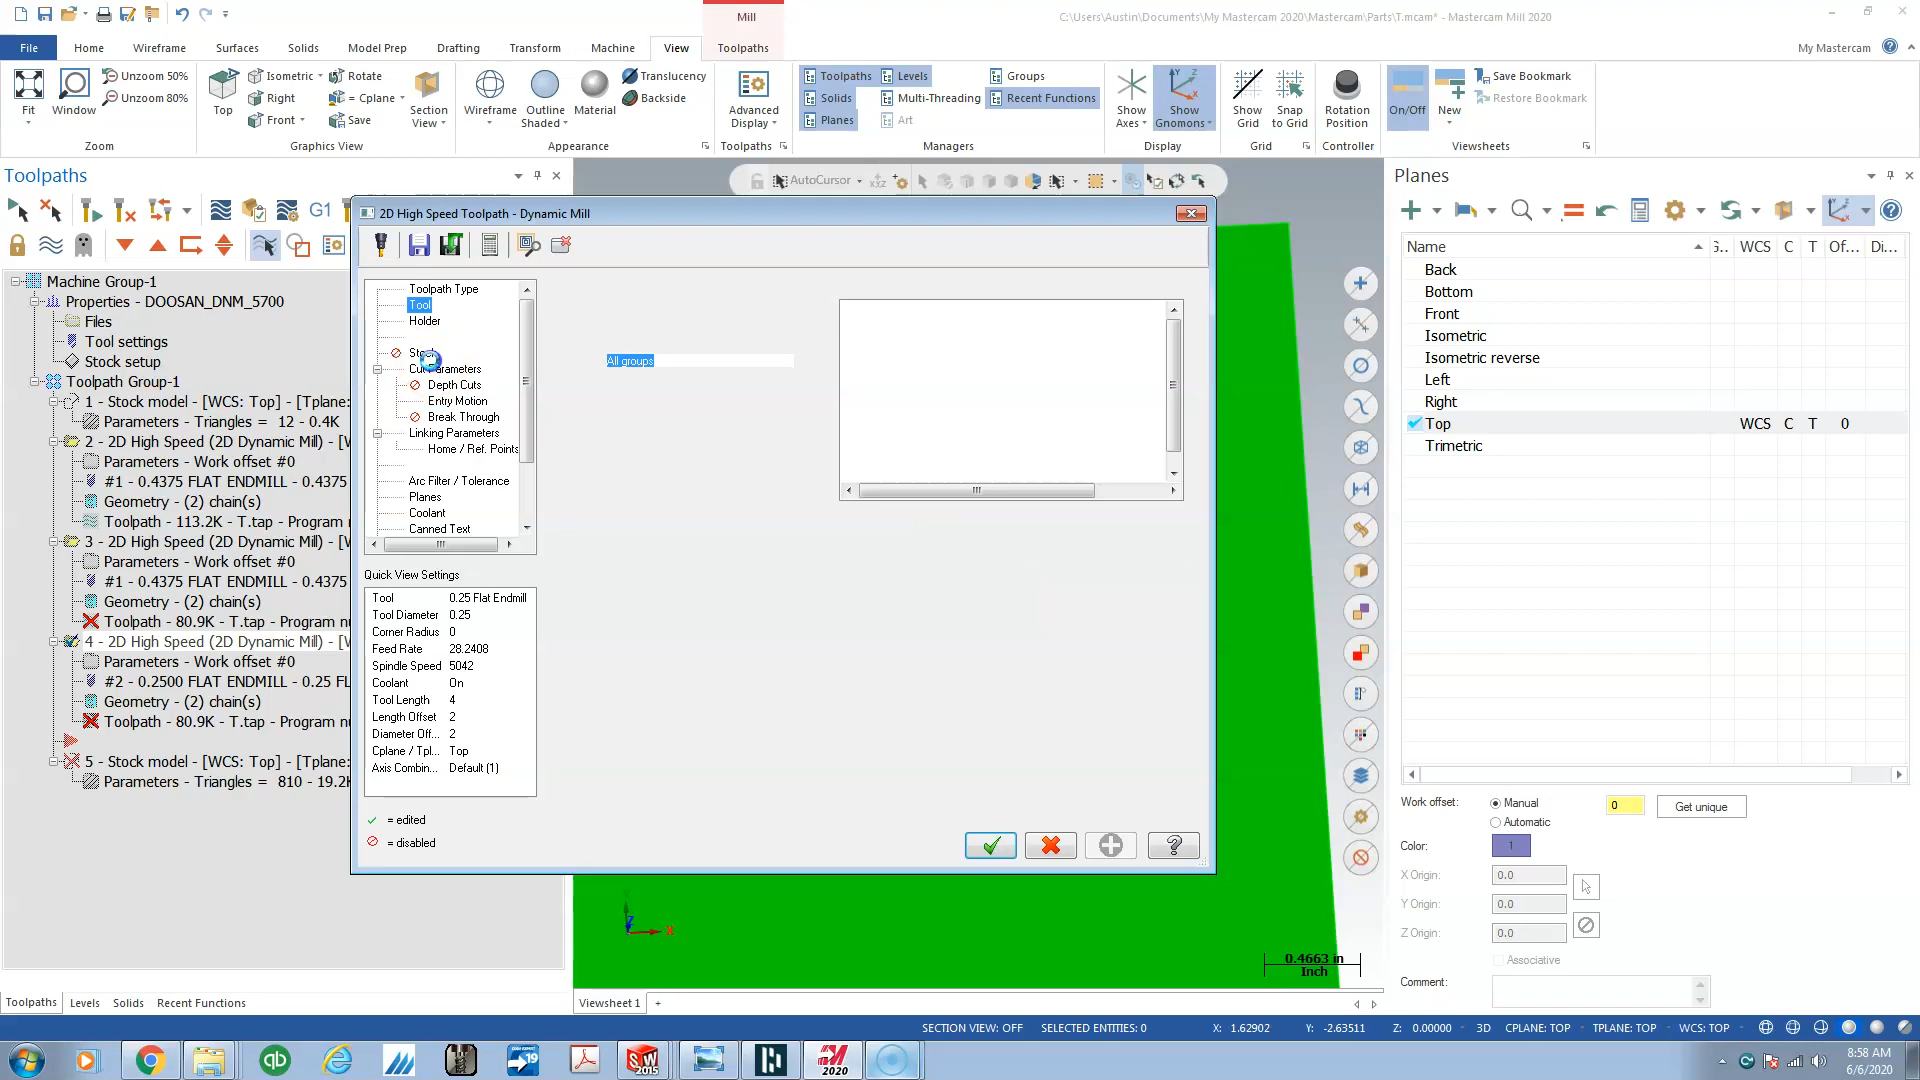 Mill
C:\Users\Austin\Documents\My Mastercam 2020\Mastercam\Parts\T.mcam* - Mastercam Mill 2020
File
Home
Wireframe
Surfaces
Solids
Model Prep
Drafting
Transform
Machine
View
Toolpaths
My Mastercam
Fit
Window
Unzoom 50%
Unzoom 80%
Zoom
Top
Isometric
Right
Front
Rotate
= Cplane
Save
Section
View
Graphics View
Wireframe
Outline
Shaded
Material
Translucency
Backside
Appearance
Advanced
Display
Toolpaths
Toolpaths
Solids
Planes
Levels
Multi-Threading
Art
Groups
Recent Functions
Managers
Show
Axes
Show
Gnomons
Display
Show
Grid
Snap
to Grid
Grid
Rotation
Position
Controller
On/Off
New
Save Bookmark
Restore Bookmark
Viewsheets
Toolpaths
G1
Machine Group-1
Properties - DOOSAN_DNM_5700
Files
Tool settings
Stock setup
Toolpath Group-1
1 - Stock model - [WCS: Top] - [Tplane:
Parameters - Triangles = 12 - 0.4K
2 - 2D High Speed (2D Dynamic Mill) - [W
Parameters - Work offset #0
#1 - 0.4375 FLAT ENDMILL - 0.4375
Geometry - (2) chain(s)
Toolpath - 113.2K - T.tap - Program n
3 - 2D High Speed (2D Dynamic Mill) - [W
Parameters - Work offset #0
#1 - 0.4375 FLAT ENDMILL - 0.4375
Geometry - (2) chain(s)
Toolpath - 80.9K - T.tap - Program nu
4 - 2D High Speed (2D Dynamic Mill) - [W
Parameters - Work offset #0
#2 - 0.2500 FLAT ENDMILL - 0.25 FL
Geometry - (2) chain(s)
Toolpath - 80.9K - T.tap - Program nu
5 - Stock model - [WCS: Top] - [Tplane:
Parameters - Triangles = 810 - 19.2K
Toolpaths
Levels
Solids
Recent Functions
AutoCursor
2D High Speed Toolpath - Dynamic Mill
Toolpath Type
Tool
Holder
Stock
Cut Parameters
Depth Cuts
Entry Motion
Break Through
Linking Parameters
Home / Ref. Points
Arc Filter / Tolerance
Planes
Coolant
Canned Text
All groups
Quick View Settings
Tool 0.25 Flat Endmill
Tool Diameter 0.25
Corner Radius 0
Feed Rate 28.2408
Spindle Speed 5042
Coolant On
Tool Length 4
Length Offset 2
Diameter Off... 2
Cplane / Tpl... Top
Axis Combin... Default (1)
= edited
= disabled
Z
X
0.4663 in
Inch
Viewsheet 1
+
Planes
Name
WCS
C
T
Of...
Di...
Back
Bottom
Front
Isometric
Isometric reverse
Left
Right
Top WCS C T 0
Trimetric
Work offset:
Manual
0
Get unique
Automatic
Color:
1
X Origin: 0.0
Y Origin: 0.0
Z Origin: 0.0
Associative
Comment:
SECTION VIEW: OFF
SELECTED ENTITIES: 0
X: 1.62902
Y: -2.63511
Z: 0.00000
3D
CPLANE: TOP
TPLANE: TOP
WCS: TOP
qb
19
SW
2015
2020
8:58 AM
6/6/2020